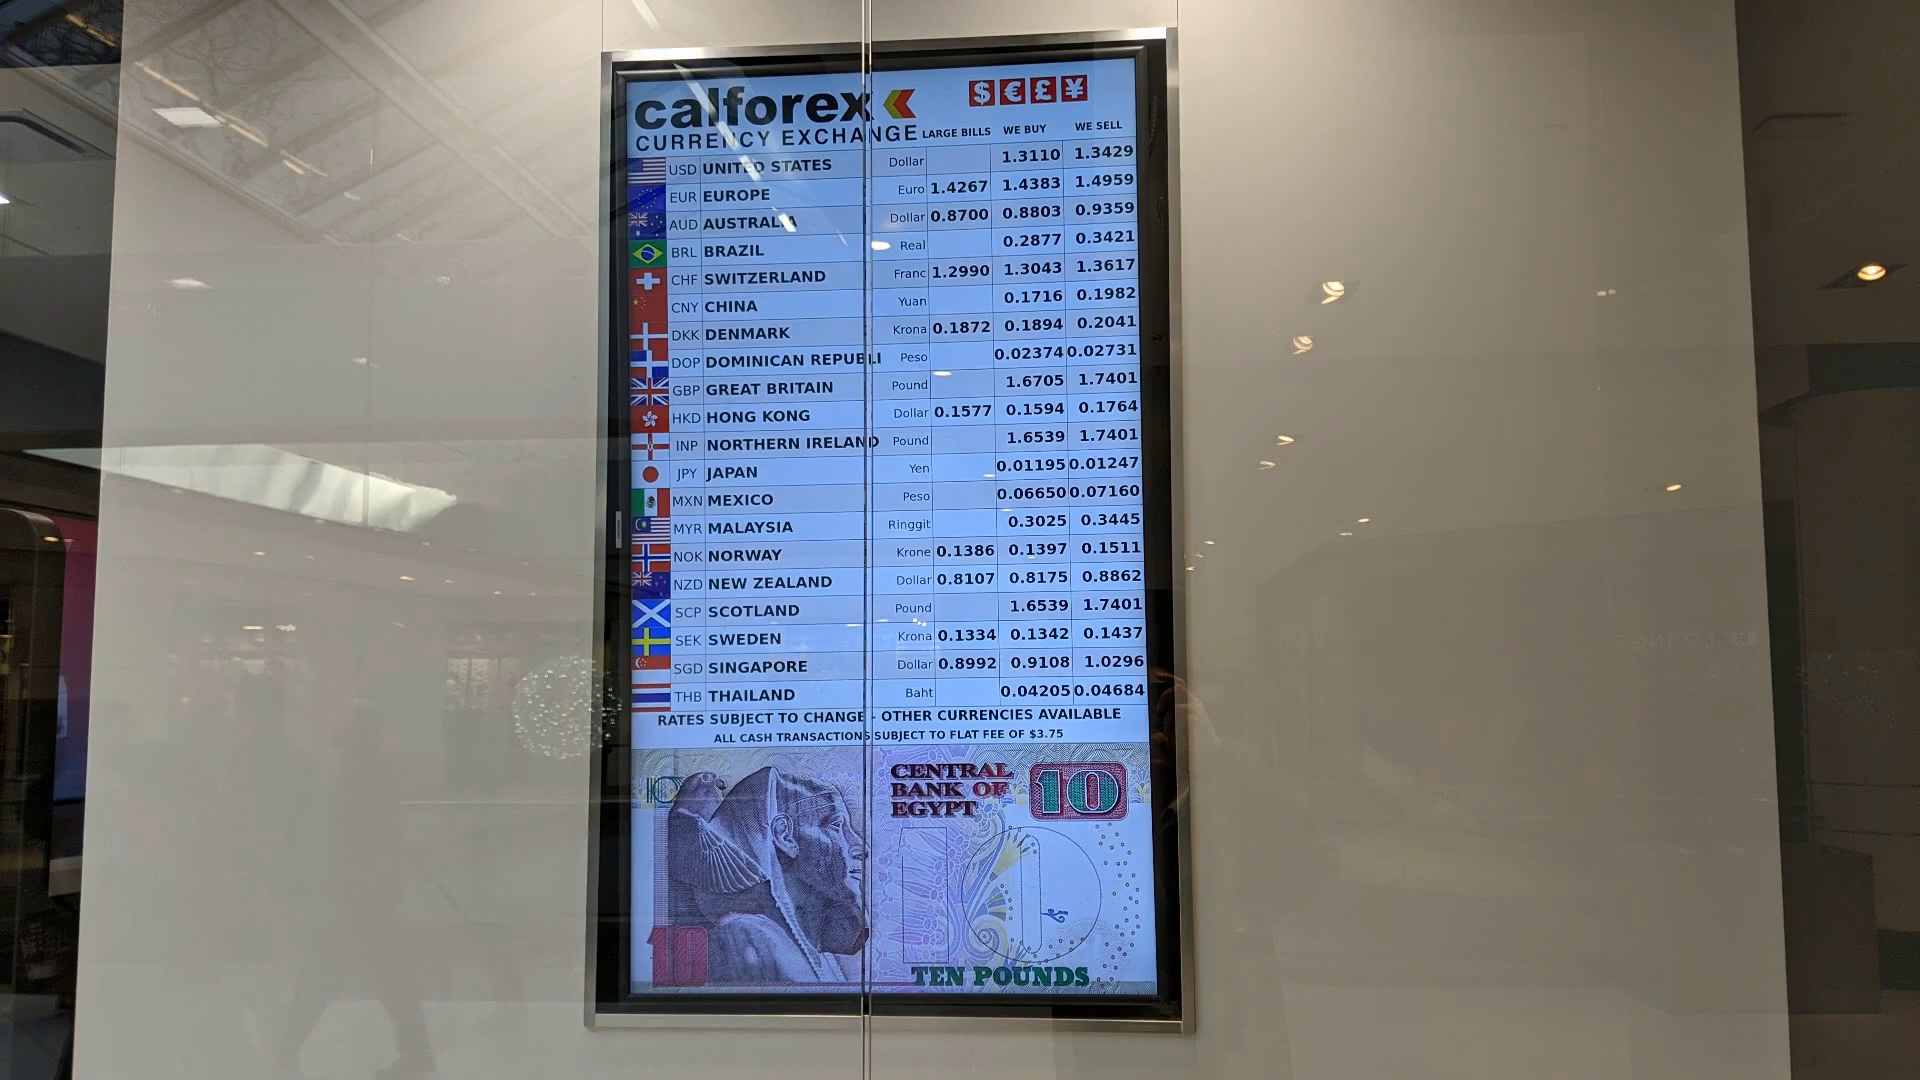 calforex
$ € £ ¥
CURRENCY EXCHANGE LARGE BILLS WE BUY WE SELL
USD UNITED STATES Dollar 1.3110 1.3429
EUR EUROPE Euro 1.4267 1.4383 1.4959
AUD AUSTRALIA Dollar 0.8700 0.8803 0.9359
BRL BRAZIL Real 0.2877 0.3421
CHF SWITZERLAND Franc 1.2990 1.3043 1.3617
CNY CHINA Yuan 0.1716 0.1982
DKK DENMARK Krona 0.1872 0.1894 0.2041
DOP DOMINICAN REPUBLI Peso 0.02374 0.02731
GBP GREAT BRITAIN Pound 1.6705 1.7401
HKD HONG KONG Dollar 0.1577 0.1594 0.1764
INP NORTHERN IRELAND Pound 1.6539 1.7401
JPY JAPAN Yen 0.01195 0.01247
MXN MEXICO Peso 0.06650 0.07160
MYR MALAYSIA Ringgit 0.3025 0.3445
NOK NORWAY Krone 0.1386 0.1397 0.1511
NZD NEW ZEALAND Dollar 0.8107 0.8175 0.8862
SCP SCOTLAND Pound 1.6539 1.7401
SEK SWEDEN Krona 0.1334 0.1342 0.1437
SGD SINGAPORE Dollar 0.8992 0.9108 1.0296
THB THAILAND Baht 0.04205 0.04684
RATES SUBJECT TO CHANGE - OTHER CURRENCIES AVAILABLE
ALL CASH TRANSACTIONS SUBJECT TO FLAT FEE OF $3.75
10
CENTRAL
BANK OF
EGYPT
10
10
TEN POUNDS